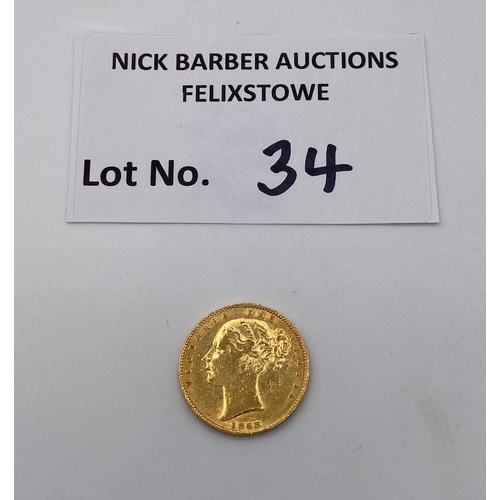 NICK BARBER AUCTIONS
FELIXSTOWE
Lot No. 34